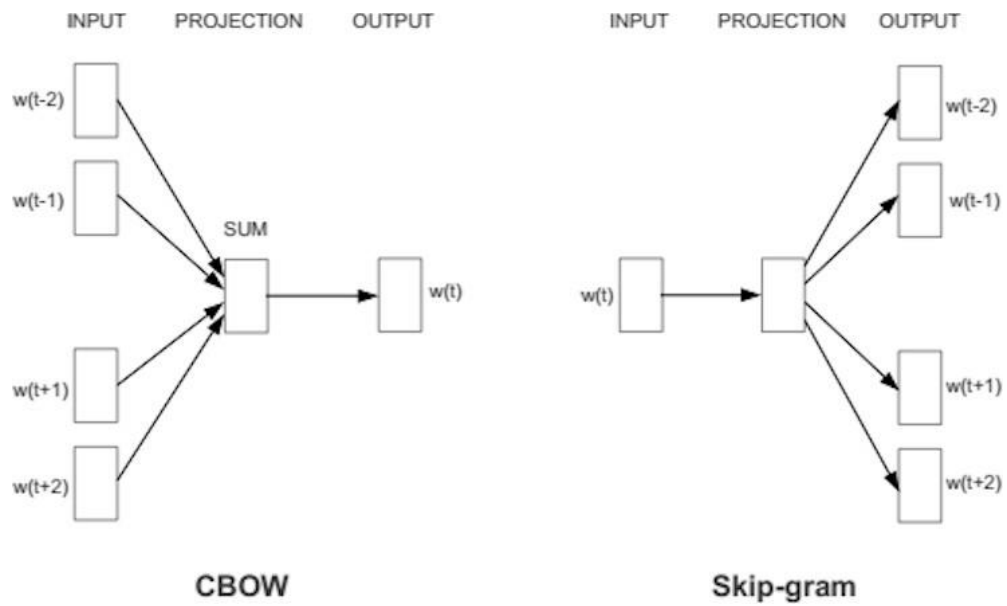 INPUT PROJECTION OUTPUT
w(t-2)
w(t-1)
SUM
w(t)
w(t+1)
w(t+2)
CBOW
INPUT PROJECTION OUTPUT
w(t-2)
w(t-1)
w(t)
w(t+1)
w(t+2)
Skip-gram